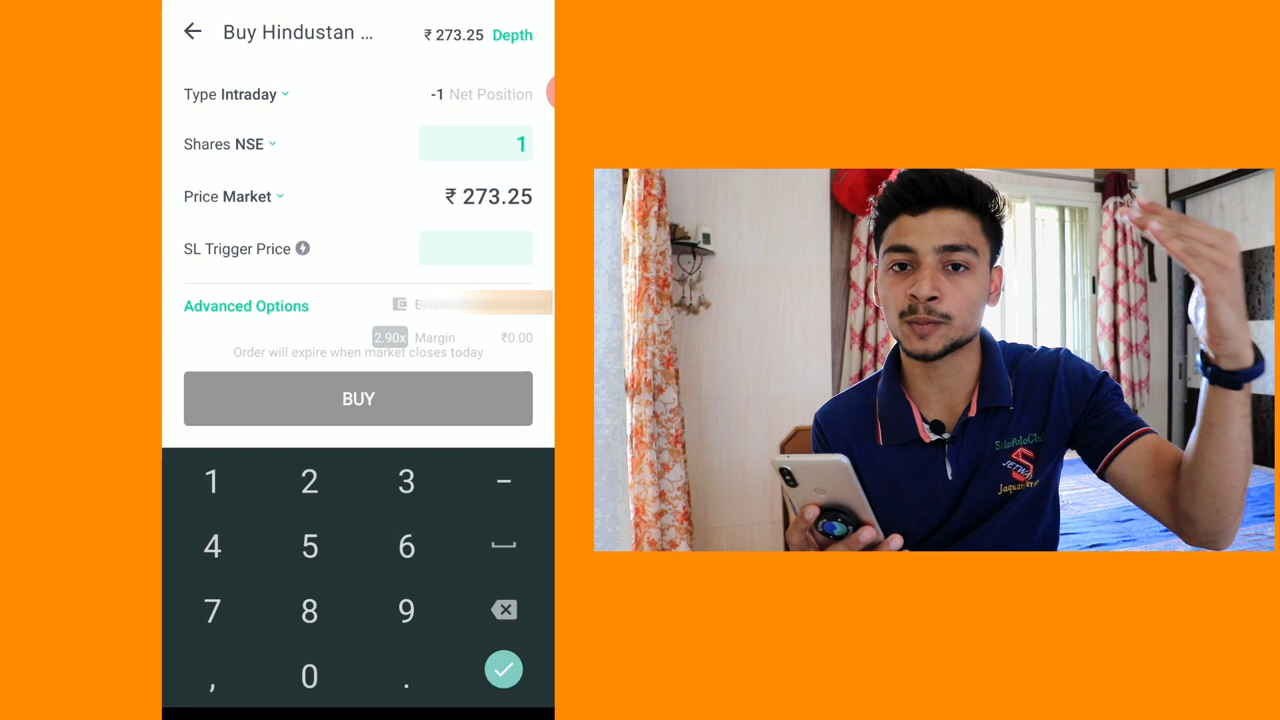 Buy Hindustan ...
₹ 273.25 Depth
Type Intraday
-1 Net Position
Shares NSE
1
Price Market
₹ 273.25
SL Trigger Price
Advanced Options
2.90x Margin ₹0.00
Order will expire when market closes today
BUY
1 2 3 –
4 5 6
7 8 9
, 0 .
JETWA